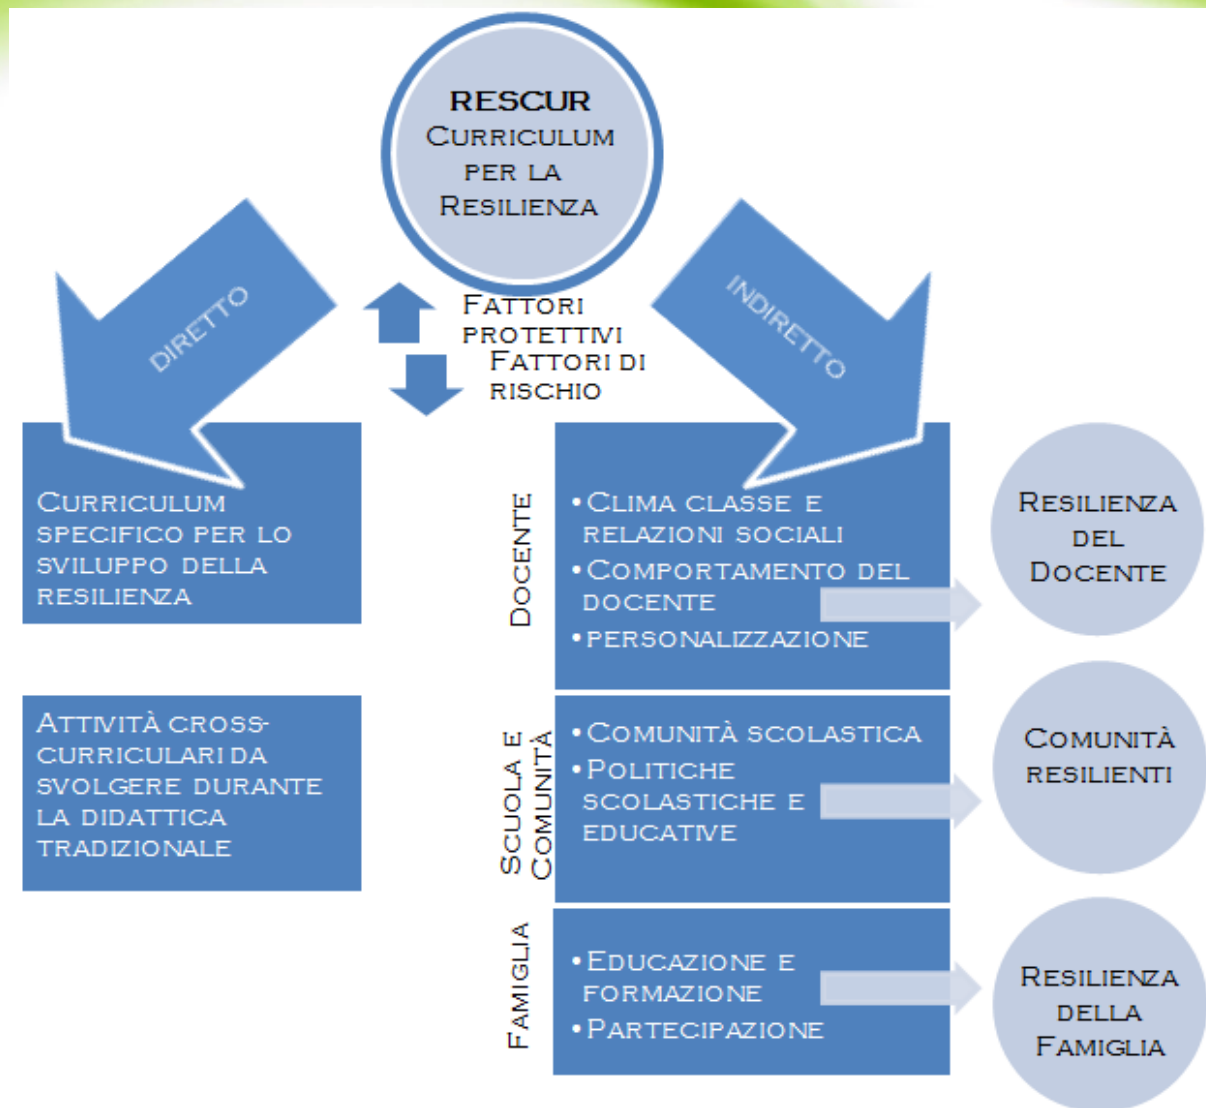 RESCUR
CURRICULUM
PER LA
RESILIENZA
DIRETTO
INDIRETTO
FATTORI
PROTETTIVI
FATTORI DI
RISCHIO
CURRICULUM
SPECIFICO PER LO
SVILUPPO DELLA
RESILIENZA
ATTIVITÀ CROSS-
CURRICULARI DA
SVOLGERE DURANTE
LA DIDATTICA
TRADIZIONALE
DOCENTE
•CLIMA CLASSE E
RELAZIONI SOCIALI
•COMPORTAMENTO DEL
DOCENTE
•PERSONALIZZAZIONE
RESILIENZA
DEL
DOCENTE
SCUOLA E
COMUNITÀ
•COMUNITÀ SCOLASTICA
•POLITICHE
SCOLASTICHE E
EDUCATIVE
COMUNITÀ
RESILIENTI
FAMIGLIA
•EDUCAZIONE E
FORMAZIONE
•PARTECIPAZIONE
RESILIENZA
DELLA
FAMIGLIA